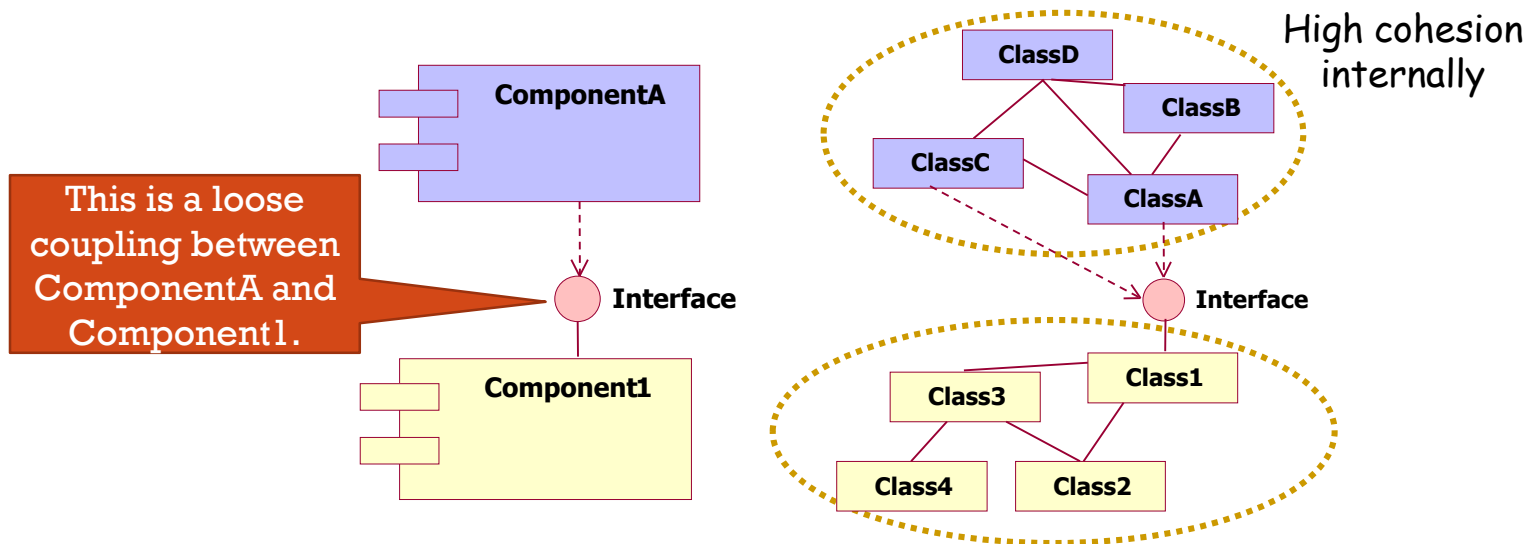 High cohesion
internally
ComponentA
ClassD
ClassB
ClassC
ClassA
This is a loose
coupling between
ComponentA and
Component1.
Interface
Interface
Component1
Class1
Class3
Class4
Class2